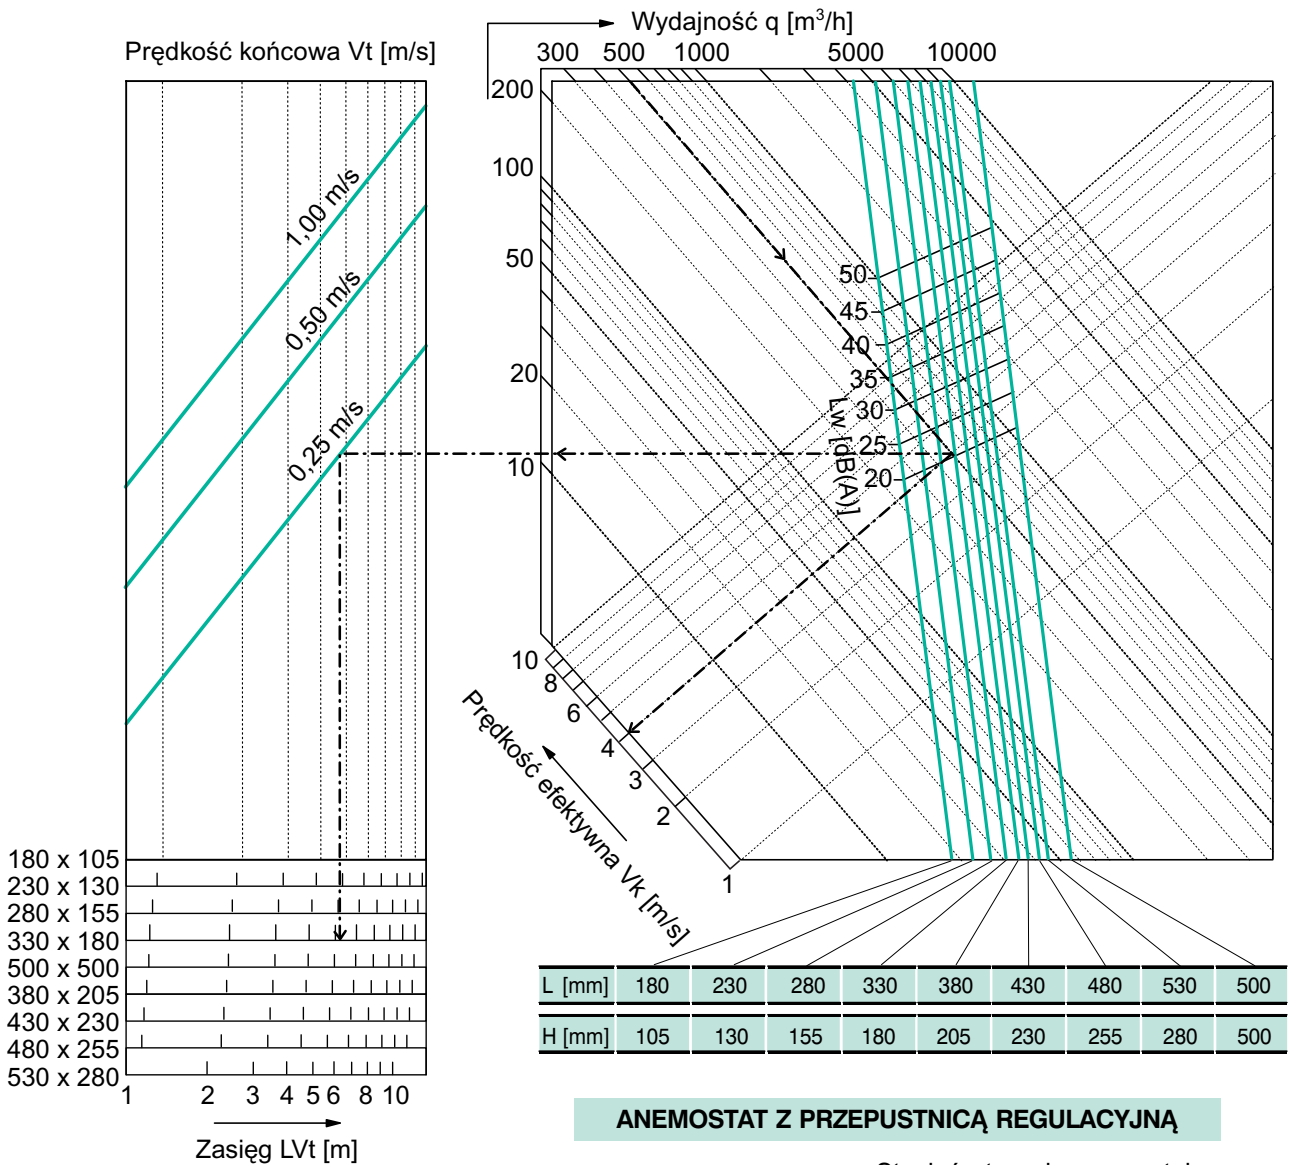 Wydajność q [m³/h]
Prędkość końcowa Vt [m/s]
300 500 1000 5000 10000
200
100
50
20
10
1,00 m/s
0,50 m/s
0,25 m/s
50
45
40
35
30
25
20
Lw [dB(A)]
10
8
6
4
3
2
1
Prędkość efektywna Vk [m/s]
180 x 105
230 x 130
280 x 155
330 x 180
500 x 500
380 x 205
430 x 230
480 x 255
530 x 280
1 2 3 4 5 6 8 10
Zasięg LVt [m]
L [mm] 180 230 280 330 380 430 480 530 500
H [mm] 105 130 155 180 205 230 255 280 500
ANEMOSTAT Z PRZEPUSTNICĄ REGULACYJNĄ